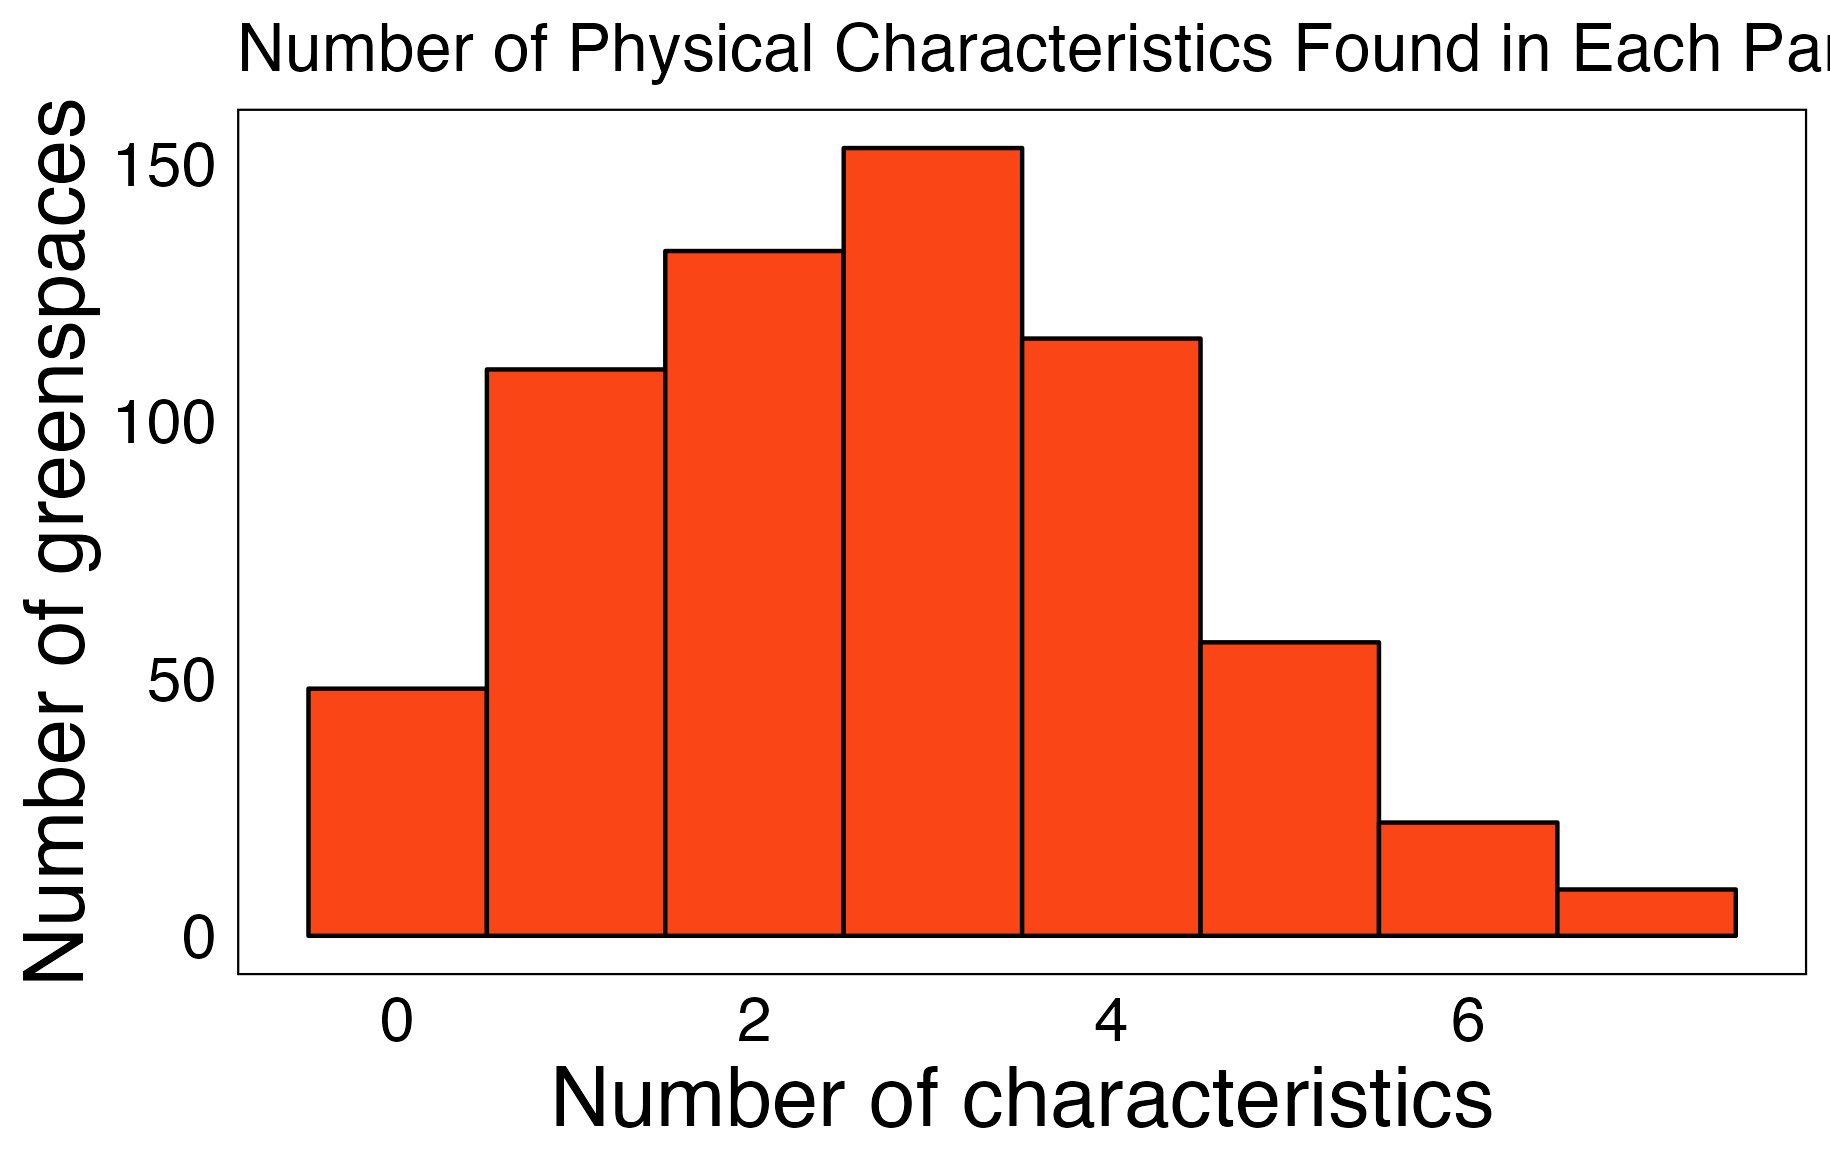 Number of Physical Characteristics Found in Each Par
Number of greenspaces
150
100
50
0
0 2 4 6
Number of characteristics